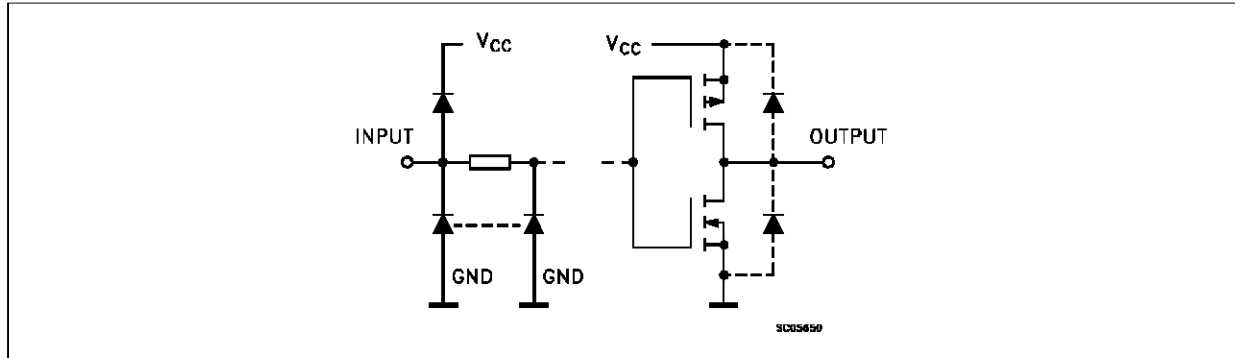 VCC
VCC
INPUT
OUTPUT
GND
GND
SC05650